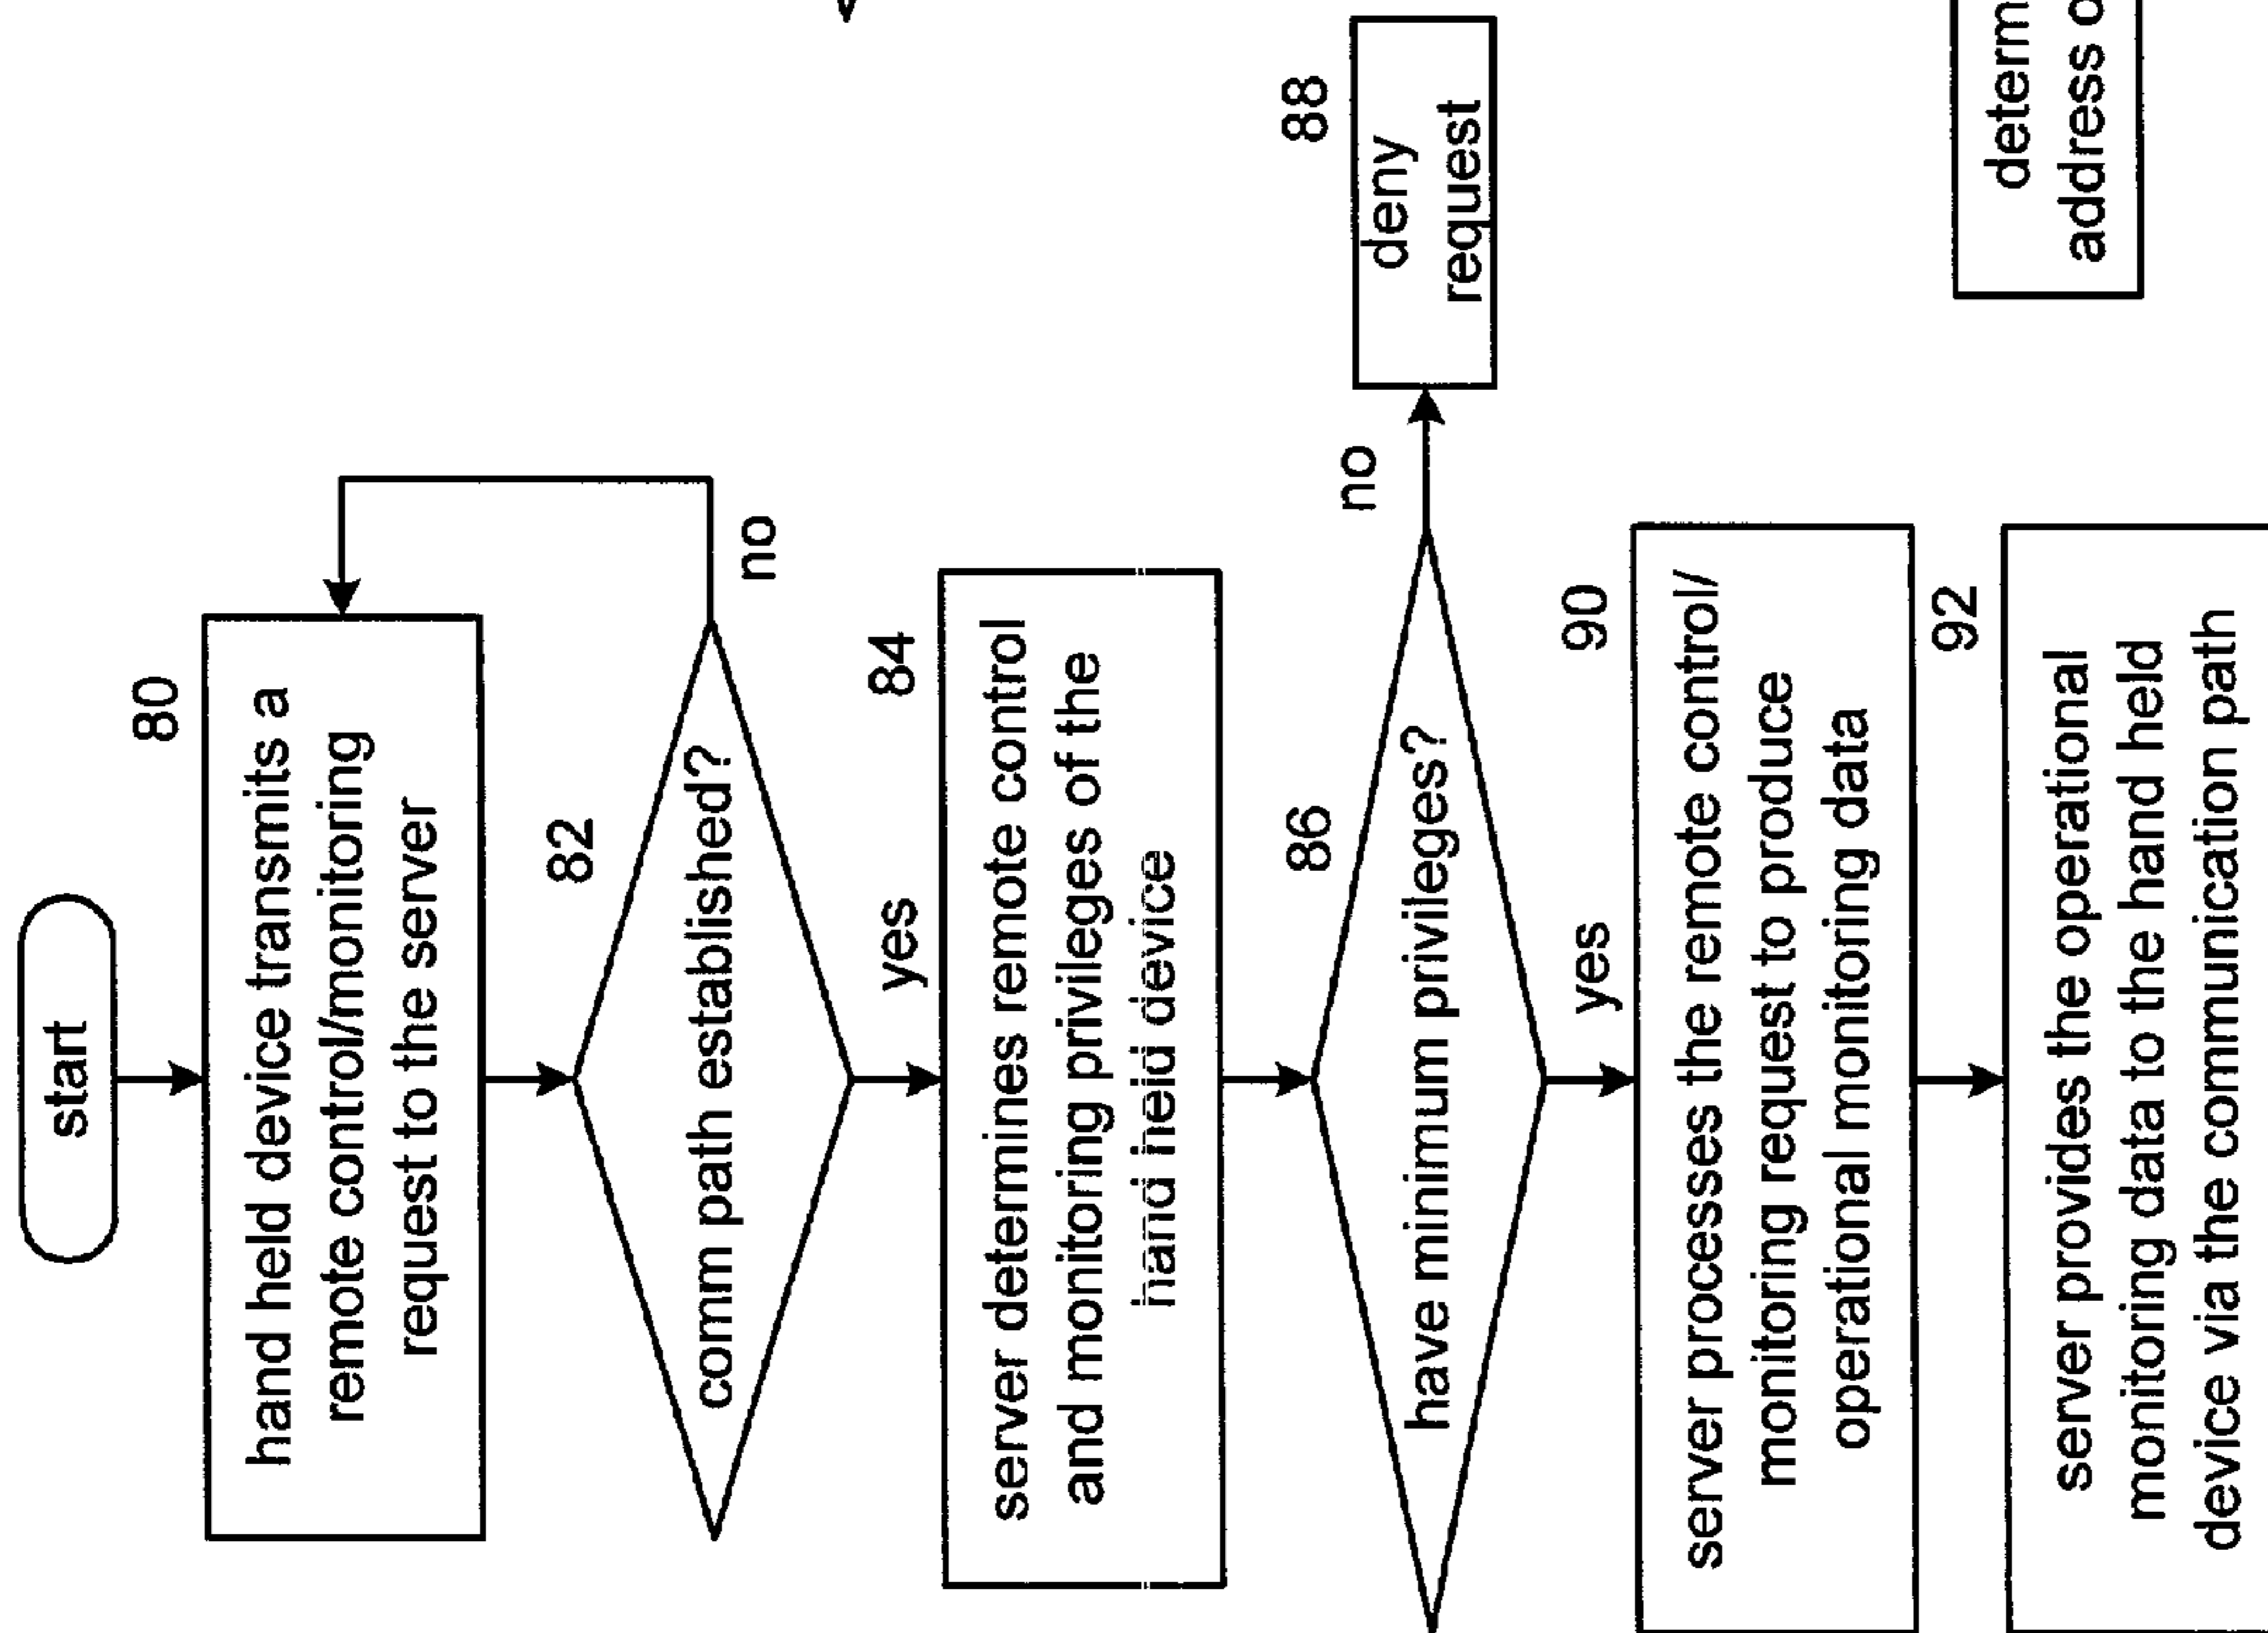 start
80
hand held device transmits a
remote control/monitoring
request to the server
82
comm path established?
no
yes
84
server determines remote control
and monitoring privileges of the
hand held device
86
have minimum privileges?
no
88
deny
request
yes
90
server processes the remote control/
monitoring request to produce
operational monitoring data
92
server provides the operational
monitoring data to the hand held
device via the communication path
address